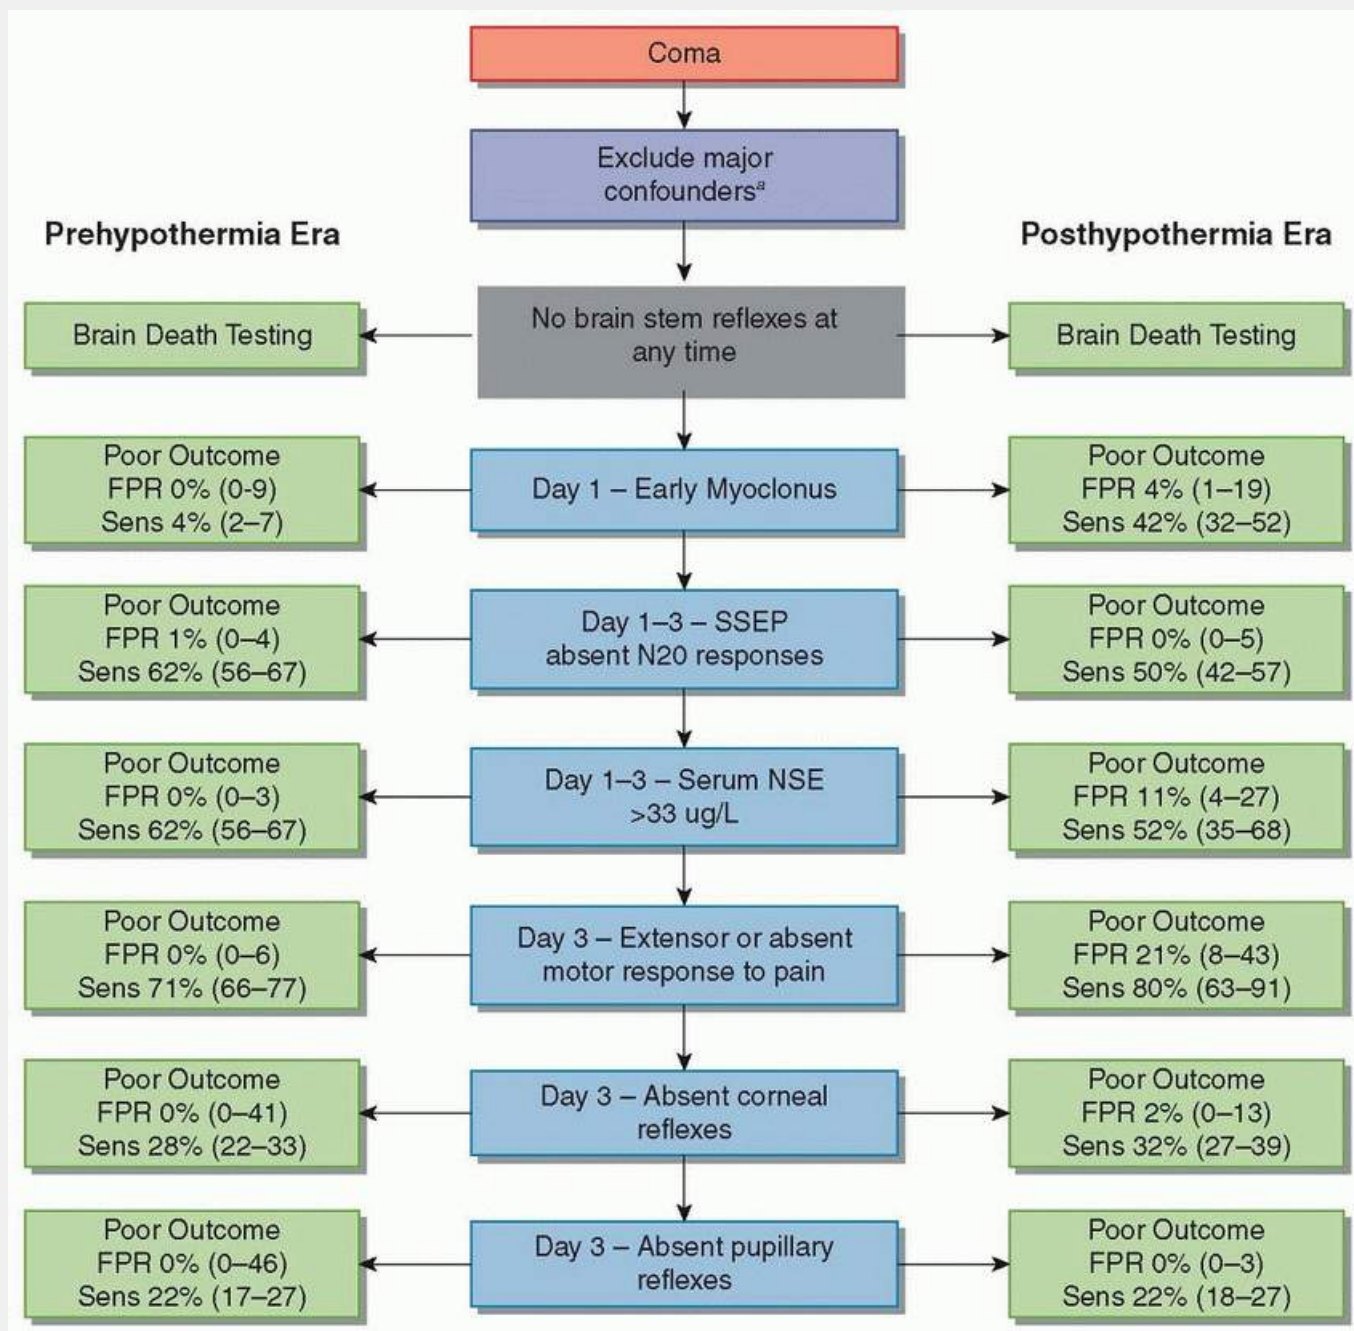 Coma
Exclude major
confoundersᵃ
Prehypothermia Era
Posthypothermia Era
Brain Death Testing
No brain stem reflexes at
any time
Brain Death Testing
Poor Outcome
FPR 0% (0-9)
Sens 4% (2–7)
Day 1 – Early Myoclonus
Poor Outcome
FPR 4% (1–19)
Sens 42% (32–52)
Poor Outcome
FPR 1% (0–4)
Sens 62% (56–67)
Day 1–3 – SSEP
absent N20 responses
Poor Outcome
FPR 0% (0–5)
Sens 50% (42–57)
Poor Outcome
FPR 0% (0–3)
Sens 62% (56–67)
Day 1–3 – Serum NSE
>33 ug/L
Poor Outcome
FPR 11% (4–27)
Sens 52% (35–68)
Poor Outcome
FPR 0% (0–6)
Sens 71% (66–77)
Day 3 – Extensor or absent
motor response to pain
Poor Outcome
FPR 21% (8–43)
Sens 80% (63–91)
Poor Outcome
FPR 0% (0–41)
Sens 28% (22–33)
Day 3 – Absent corneal
reflexes
Poor Outcome
FPR 2% (0–13)
Sens 32% (27–39)
Poor Outcome
FPR 0% (0–46)
Sens 22% (17–27)
Day 3 – Absent pupillary
reflexes
Poor Outcome
FPR 0% (0–3)
Sens 22% (18–27)